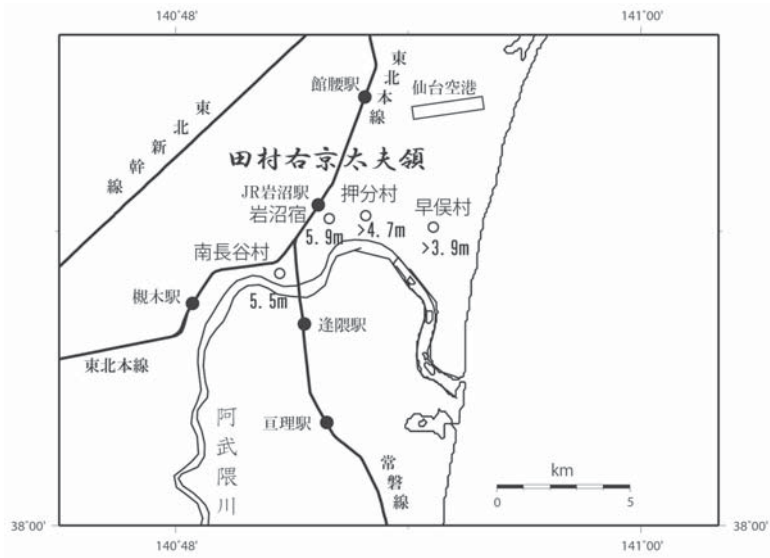 140˚48'
141˚00'
東北本線
館腰駅
仙台空港
東北新幹線
田村右京太夫領
JR岩沼駅
押分村
岩沼宿
早俣村
5.9m
>4.7m
>3.9m
南長谷村
5.5m
槻木駅
逢隈駅
東北本線
阿武隈川
亘理駅
常磐線
km
0
5
38˚00'
38˚00'
140˚48'
141˚00'